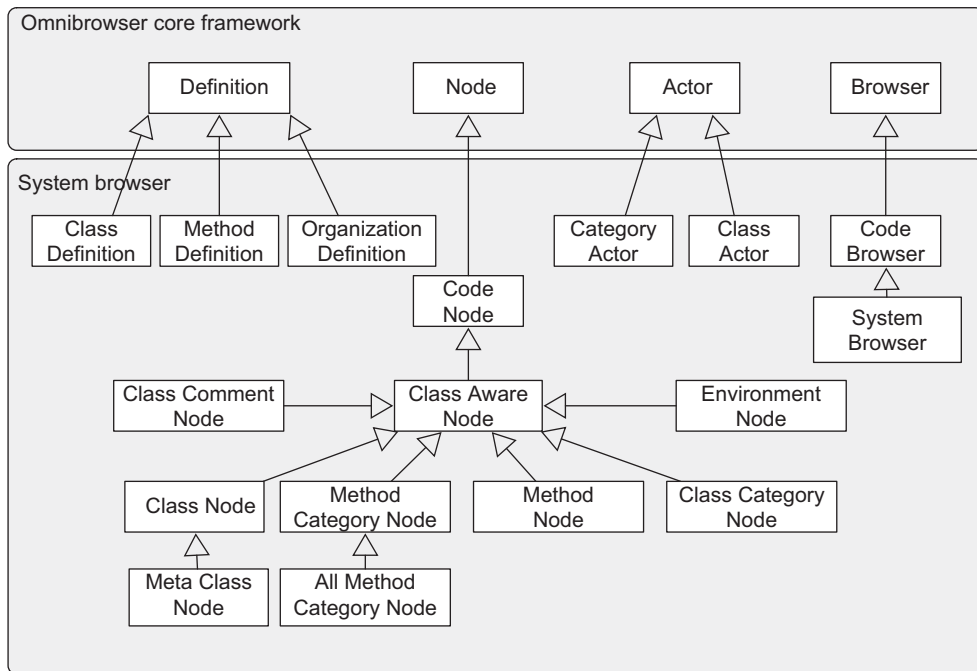 Omnibrowser core framework
Definition
Node
Actor
Browser
System browser
Class
Definition
Method
Definition
Organization
Definition
Category
Actor
Class
Actor
Code
Browser
Code
Node
System
Browser
Class Comment
Node
Class Aware
Node
Environment
Node
Class Node
Method
Category Node
Method
Node
Class Category
Node
Meta Class
Node
All Method
Category Node